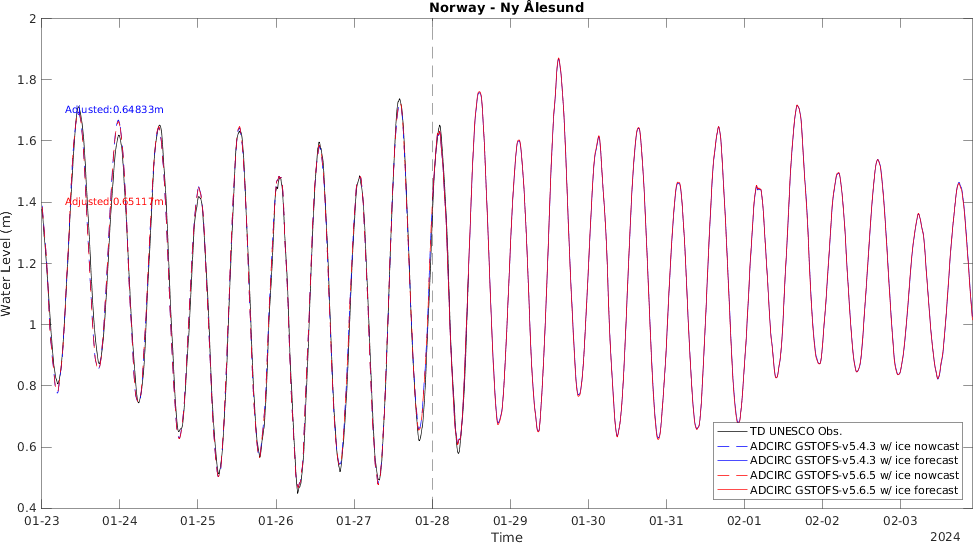 Norway - Ny Ålesund
2
1.8
1.6
1.4
1.2
1
0.8
0.6
0.4
Water Level (m)
Adjusted:0.64833m
Adjusted:0.65117m
TD UNESCO Obs.
ADCIRC GSTOFS-v5.4.3 w/ ice nowcast
ADCIRC GSTOFS-v5.4.3 w/ ice forecast
ADCIRC GSTOFS-v5.6.5 w/ ice nowcast
ADCIRC GSTOFS-v5.6.5 w/ ice forecast
01-23 01-24 01-25 01-26 01-27 01-28 01-29 01-30 01-31 02-01 02-02 02-03
Time
2024